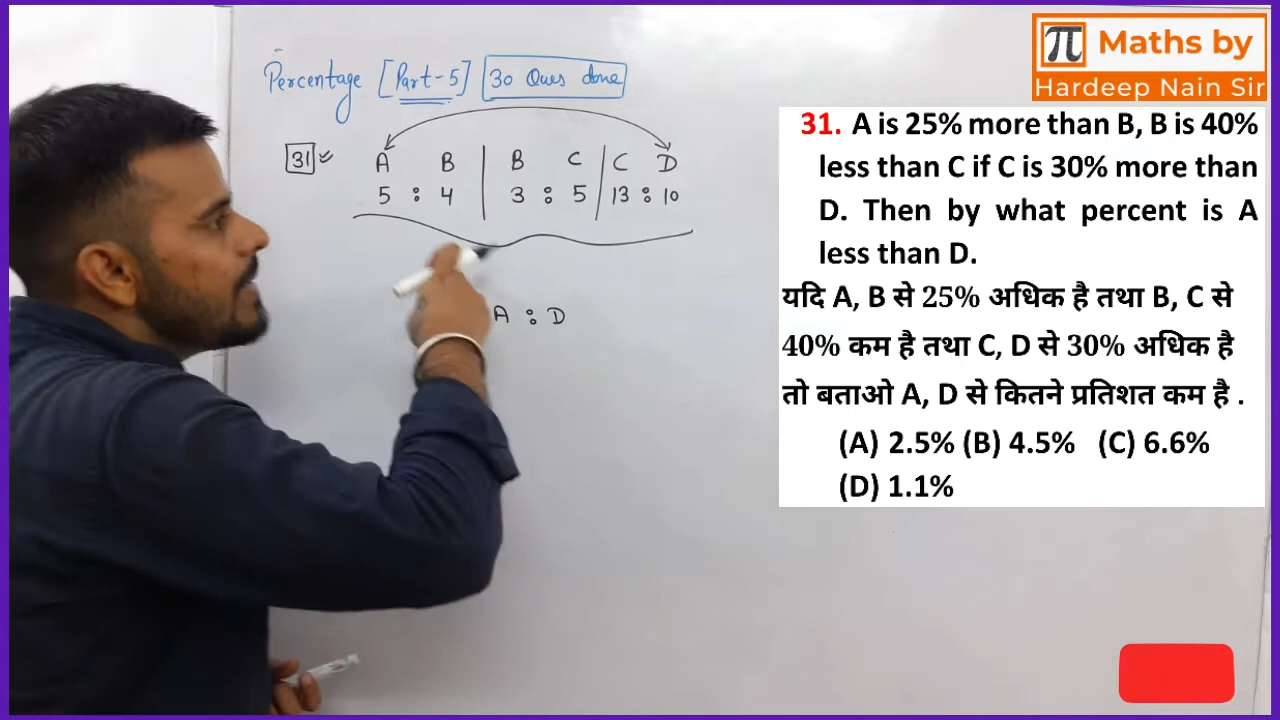 π Maths by
Hardeep Nain Sir
Percentage [Part-5] 30 Ques done
31 A B B C C D
5 : 4 3 : 5 13 : 10
A : D
31. A is 25% more than B, B is 40%
less than C if C is 30% more than
D. Then by what percent is A
less than D.
यदि A, B से 25% अधिक है तथा B, C से
40% कम है तथा C, D से 30% अधिक है
तो बताओ A, D से कितने प्रतिशत कम है .
(A) 2.5% (B) 4.5% (C) 6.6%
(D) 1.1%